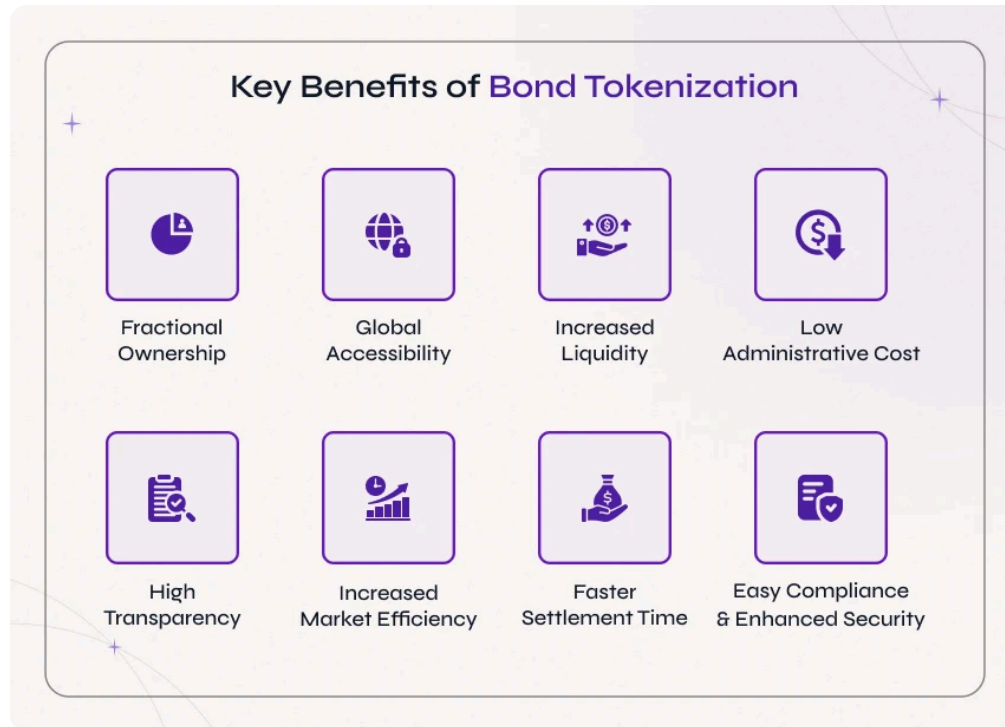 Key Benefits of Bond Tokenization
Fractional
Ownership
Global
Accessibility
Increased
Liquidity
Low
Administrative Cost
High
Transparency
Increased
Market Efficiency
Faster
Settlement Time
Easy Compliance
& Enhanced Security